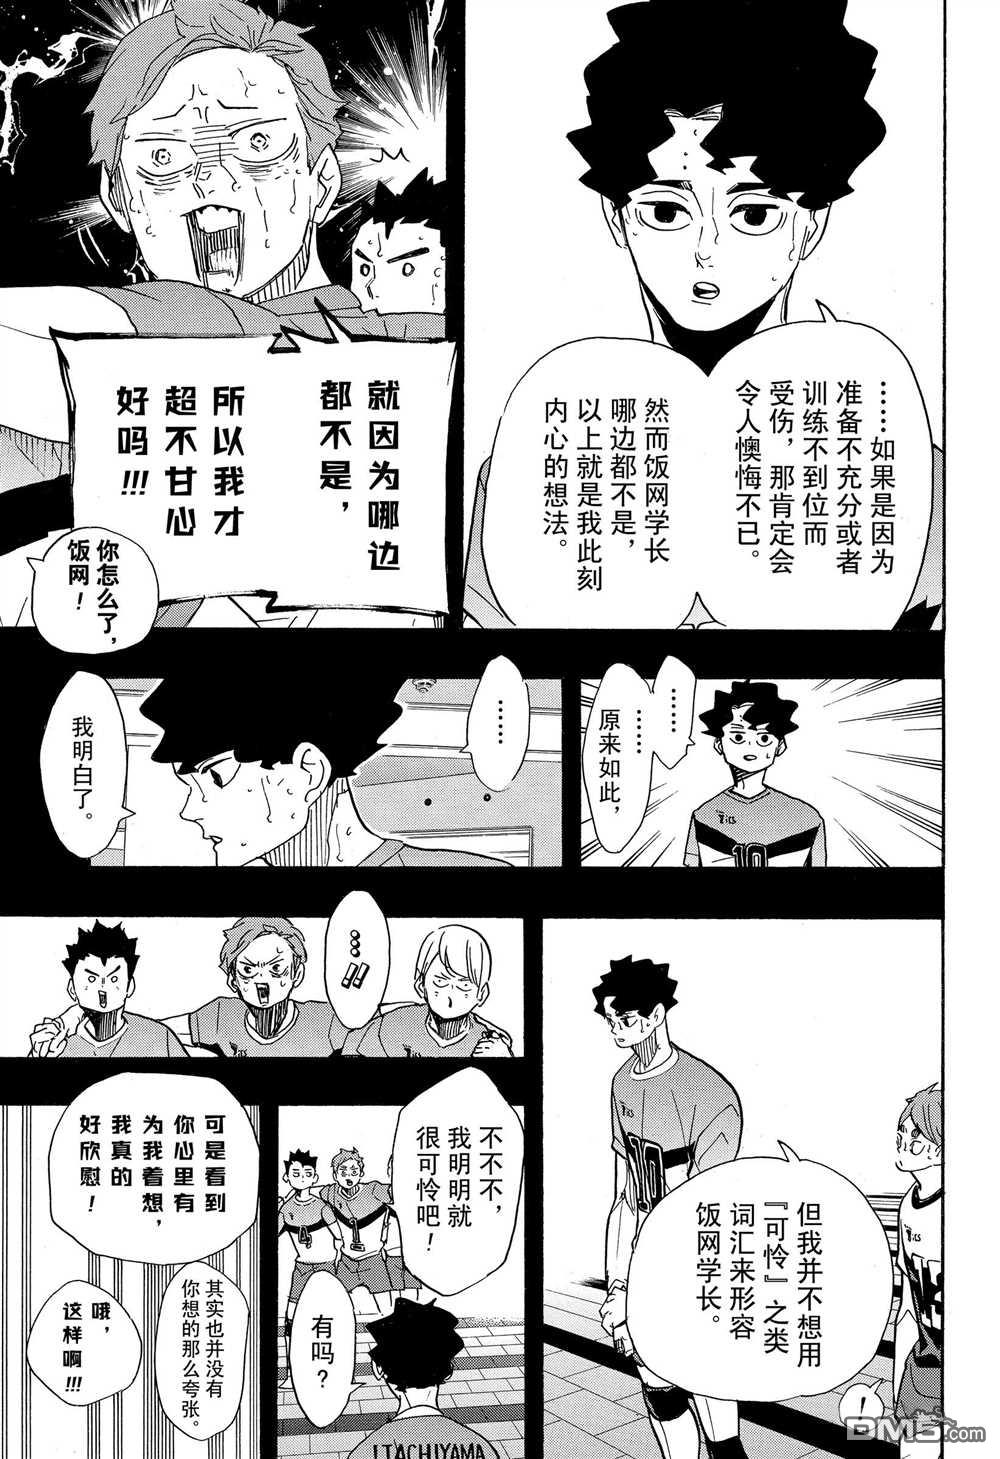 ……如果是因为
准备不充分或者
训练不到位而
受伤，那肯定会
令人懊悔不已。
然而饭网学长
哪边都不是，
以上就是我此刻
内心的想法。
就因为哪边
都不是，
所以我才
超不甘心
好吗!!!
你怎么了，
饭网！
……
……
原来如此，
……
……
我明白了。
10
TiCS
但我并不想用
『可怜』之类
词汇来形容
饭网学长。
！
…!!
不不不，
我明明就
很可怜吧！
有吗？
4
1
ITACHIYAMA
可是看到
你心里有
为我着想，
我真的
好欣慰！
其实也并没有
你想的那么夸张。
哦，
这样啊!!!